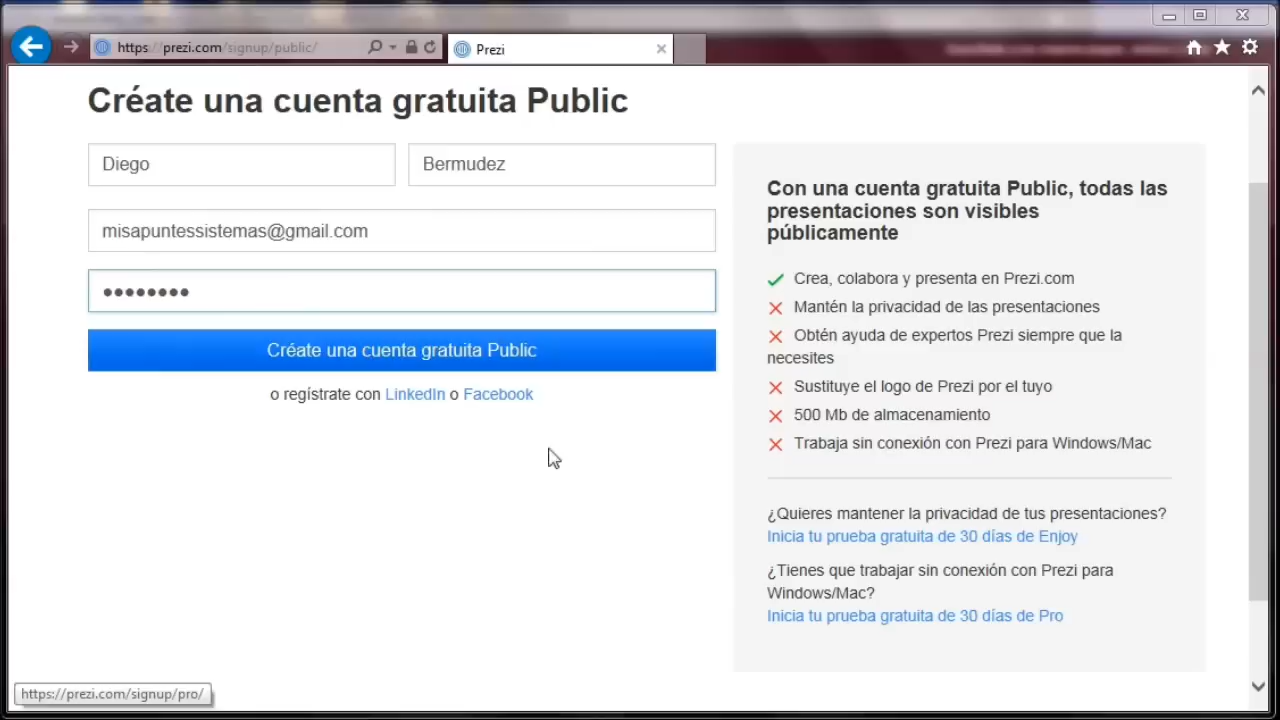 https://prezi.com/signup/public/
Prezi
Créate una cuenta gratuita Public
Diego
Bermudez
misapuntessistemas@gmail.com
Créate una cuenta gratuita Public
o regístrate con LinkedIn o Facebook
Con una cuenta gratuita Public, todas las
presentaciones son visibles
públicamente
Crea, colabora y presenta en Prezi.com
Mantén la privacidad de las presentaciones
Obtén ayuda de expertos Prezi siempre que la
necesites
Sustituye el logo de Prezi por el tuyo
500 Mb de almacenamiento
Trabaja sin conexión con Prezi para Windows/Mac
¿Quieres mantener la privacidad de tus presentaciones?
Inicia tu prueba gratuita de 30 días de Enjoy
¿Tienes que trabajar sin conexión con Prezi para
Windows/Mac?
Inicia tu prueba gratuita de 30 días de Pro
https://prezi.com/signup/pro/